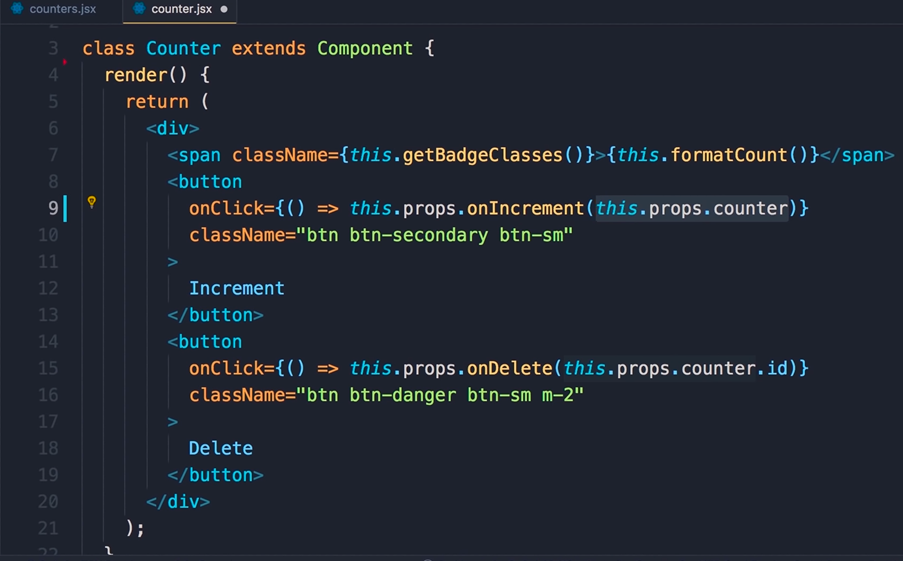 counters.jsx counter.jsx
2
3 class Counter extends Component {
4 render() {
5 return (
6 <div>
7 <span className={this.getBadgeClasses()}>{this.formatCount()}</span>
8 <button
9 onClick={() => this.props.onIncrement(this.props.counter)}
10 className="btn btn-secondary btn-sm"
11 >
12 Increment
13 </button>
14 <button
15 onClick={() => this.props.onDelete(this.props.counter.id)}
16 className="btn btn-danger btn-sm m-2"
17 >
18 Delete
19 </button>
20 </div>
21 );
22 }